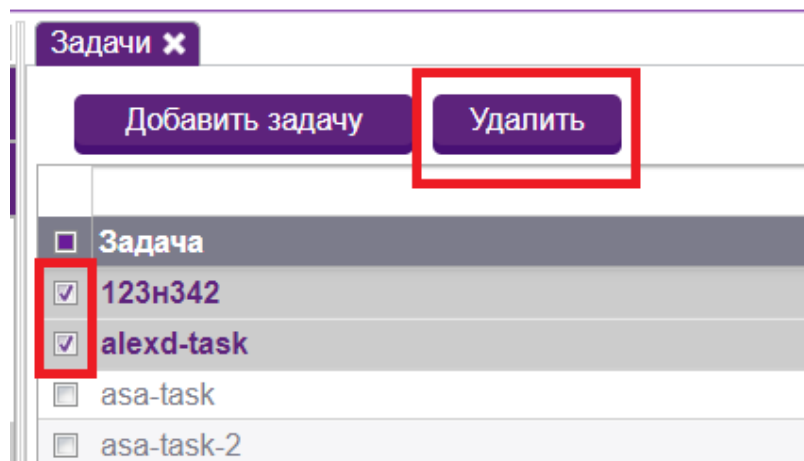 Задачи
Добавить задачу Удалить
Задача
123н342
alexd-task
asa-task
asa-task-2